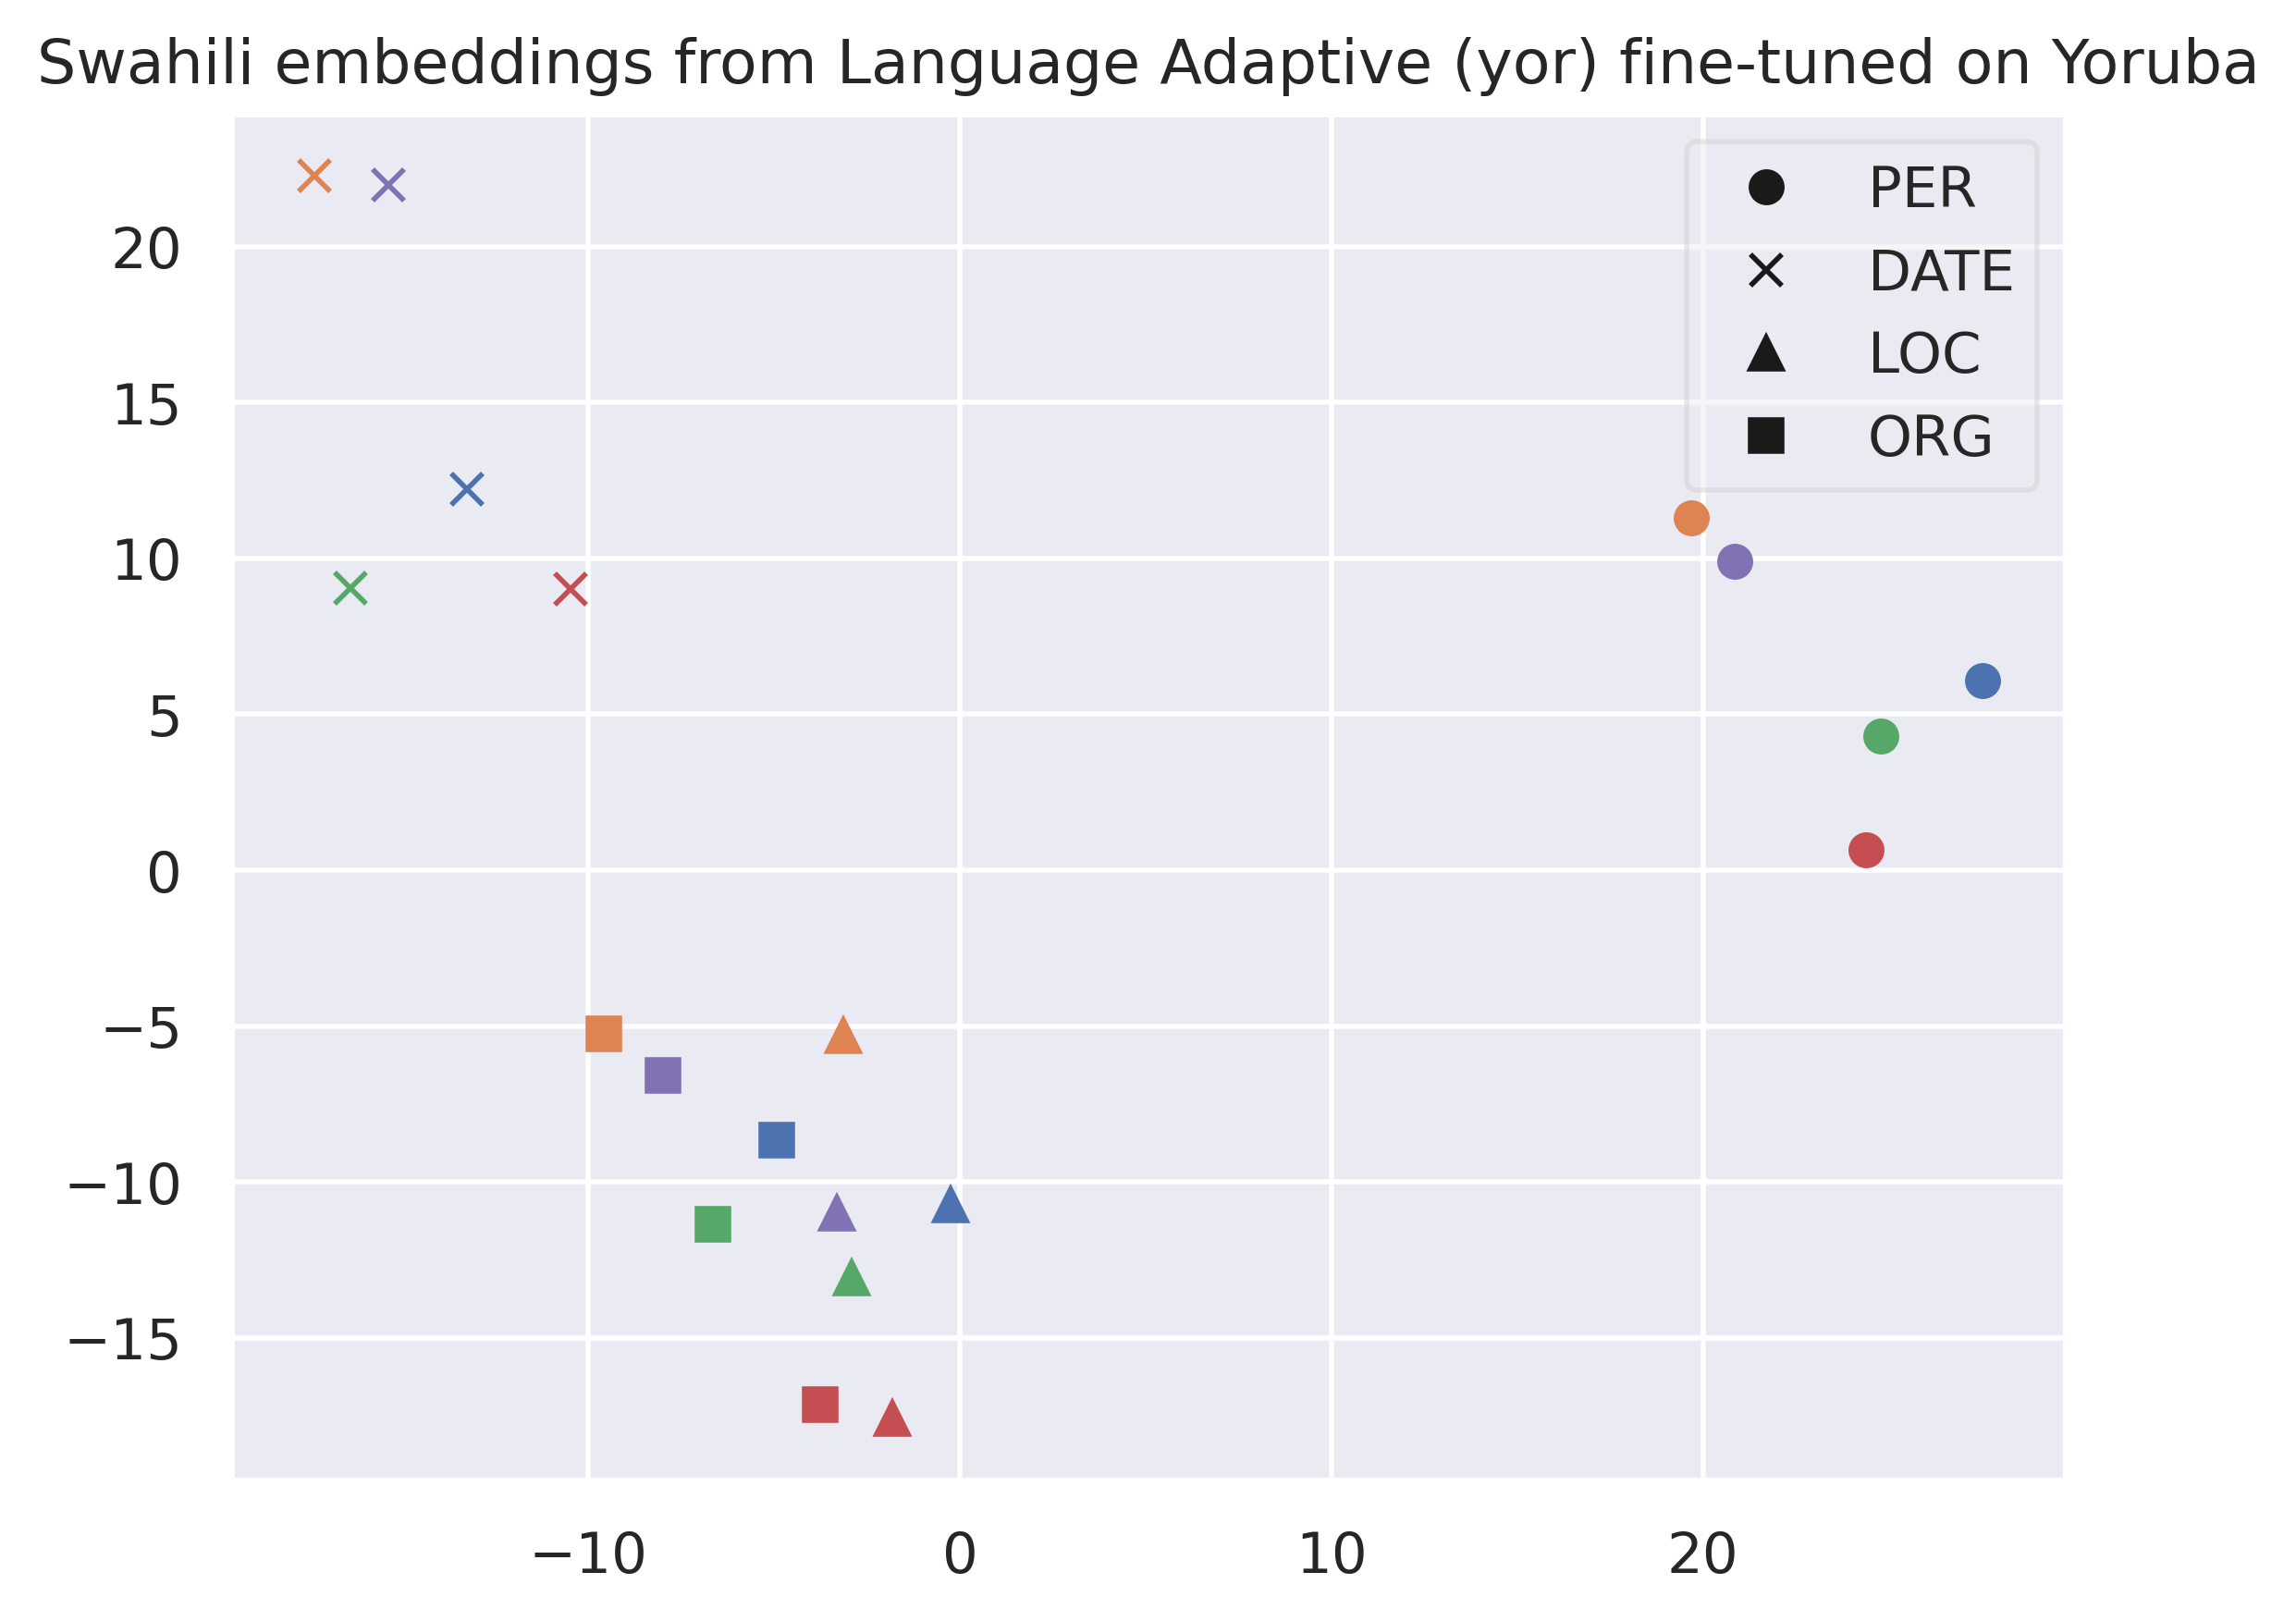 Swahili embeddings from Language Adaptive (yor) fine-tuned on Yoruba
PER
DATE
LOC
ORG
20
15
10
5
0
−5
−10
−15
−10 0 10 20